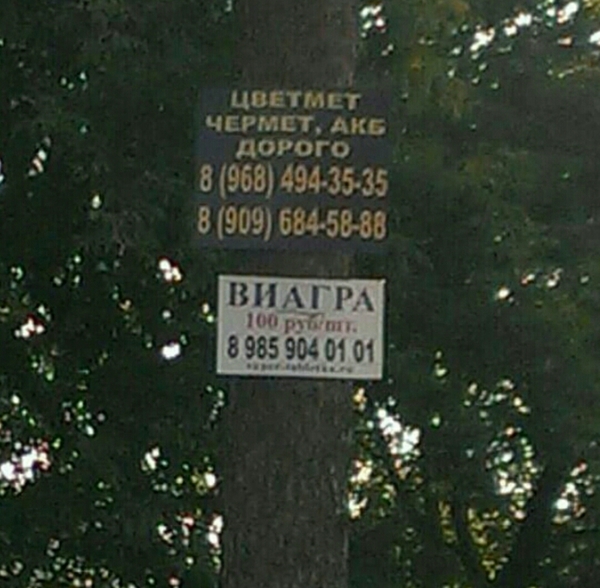 ЦВЕТМЕТ
ЧЕРМЕТ, АКБ
ДОРОГО
8 (968) 494-35-35
8 (909) 684-58-88
ВИАГРА
100 руб/шт.
8 985 904 01 01